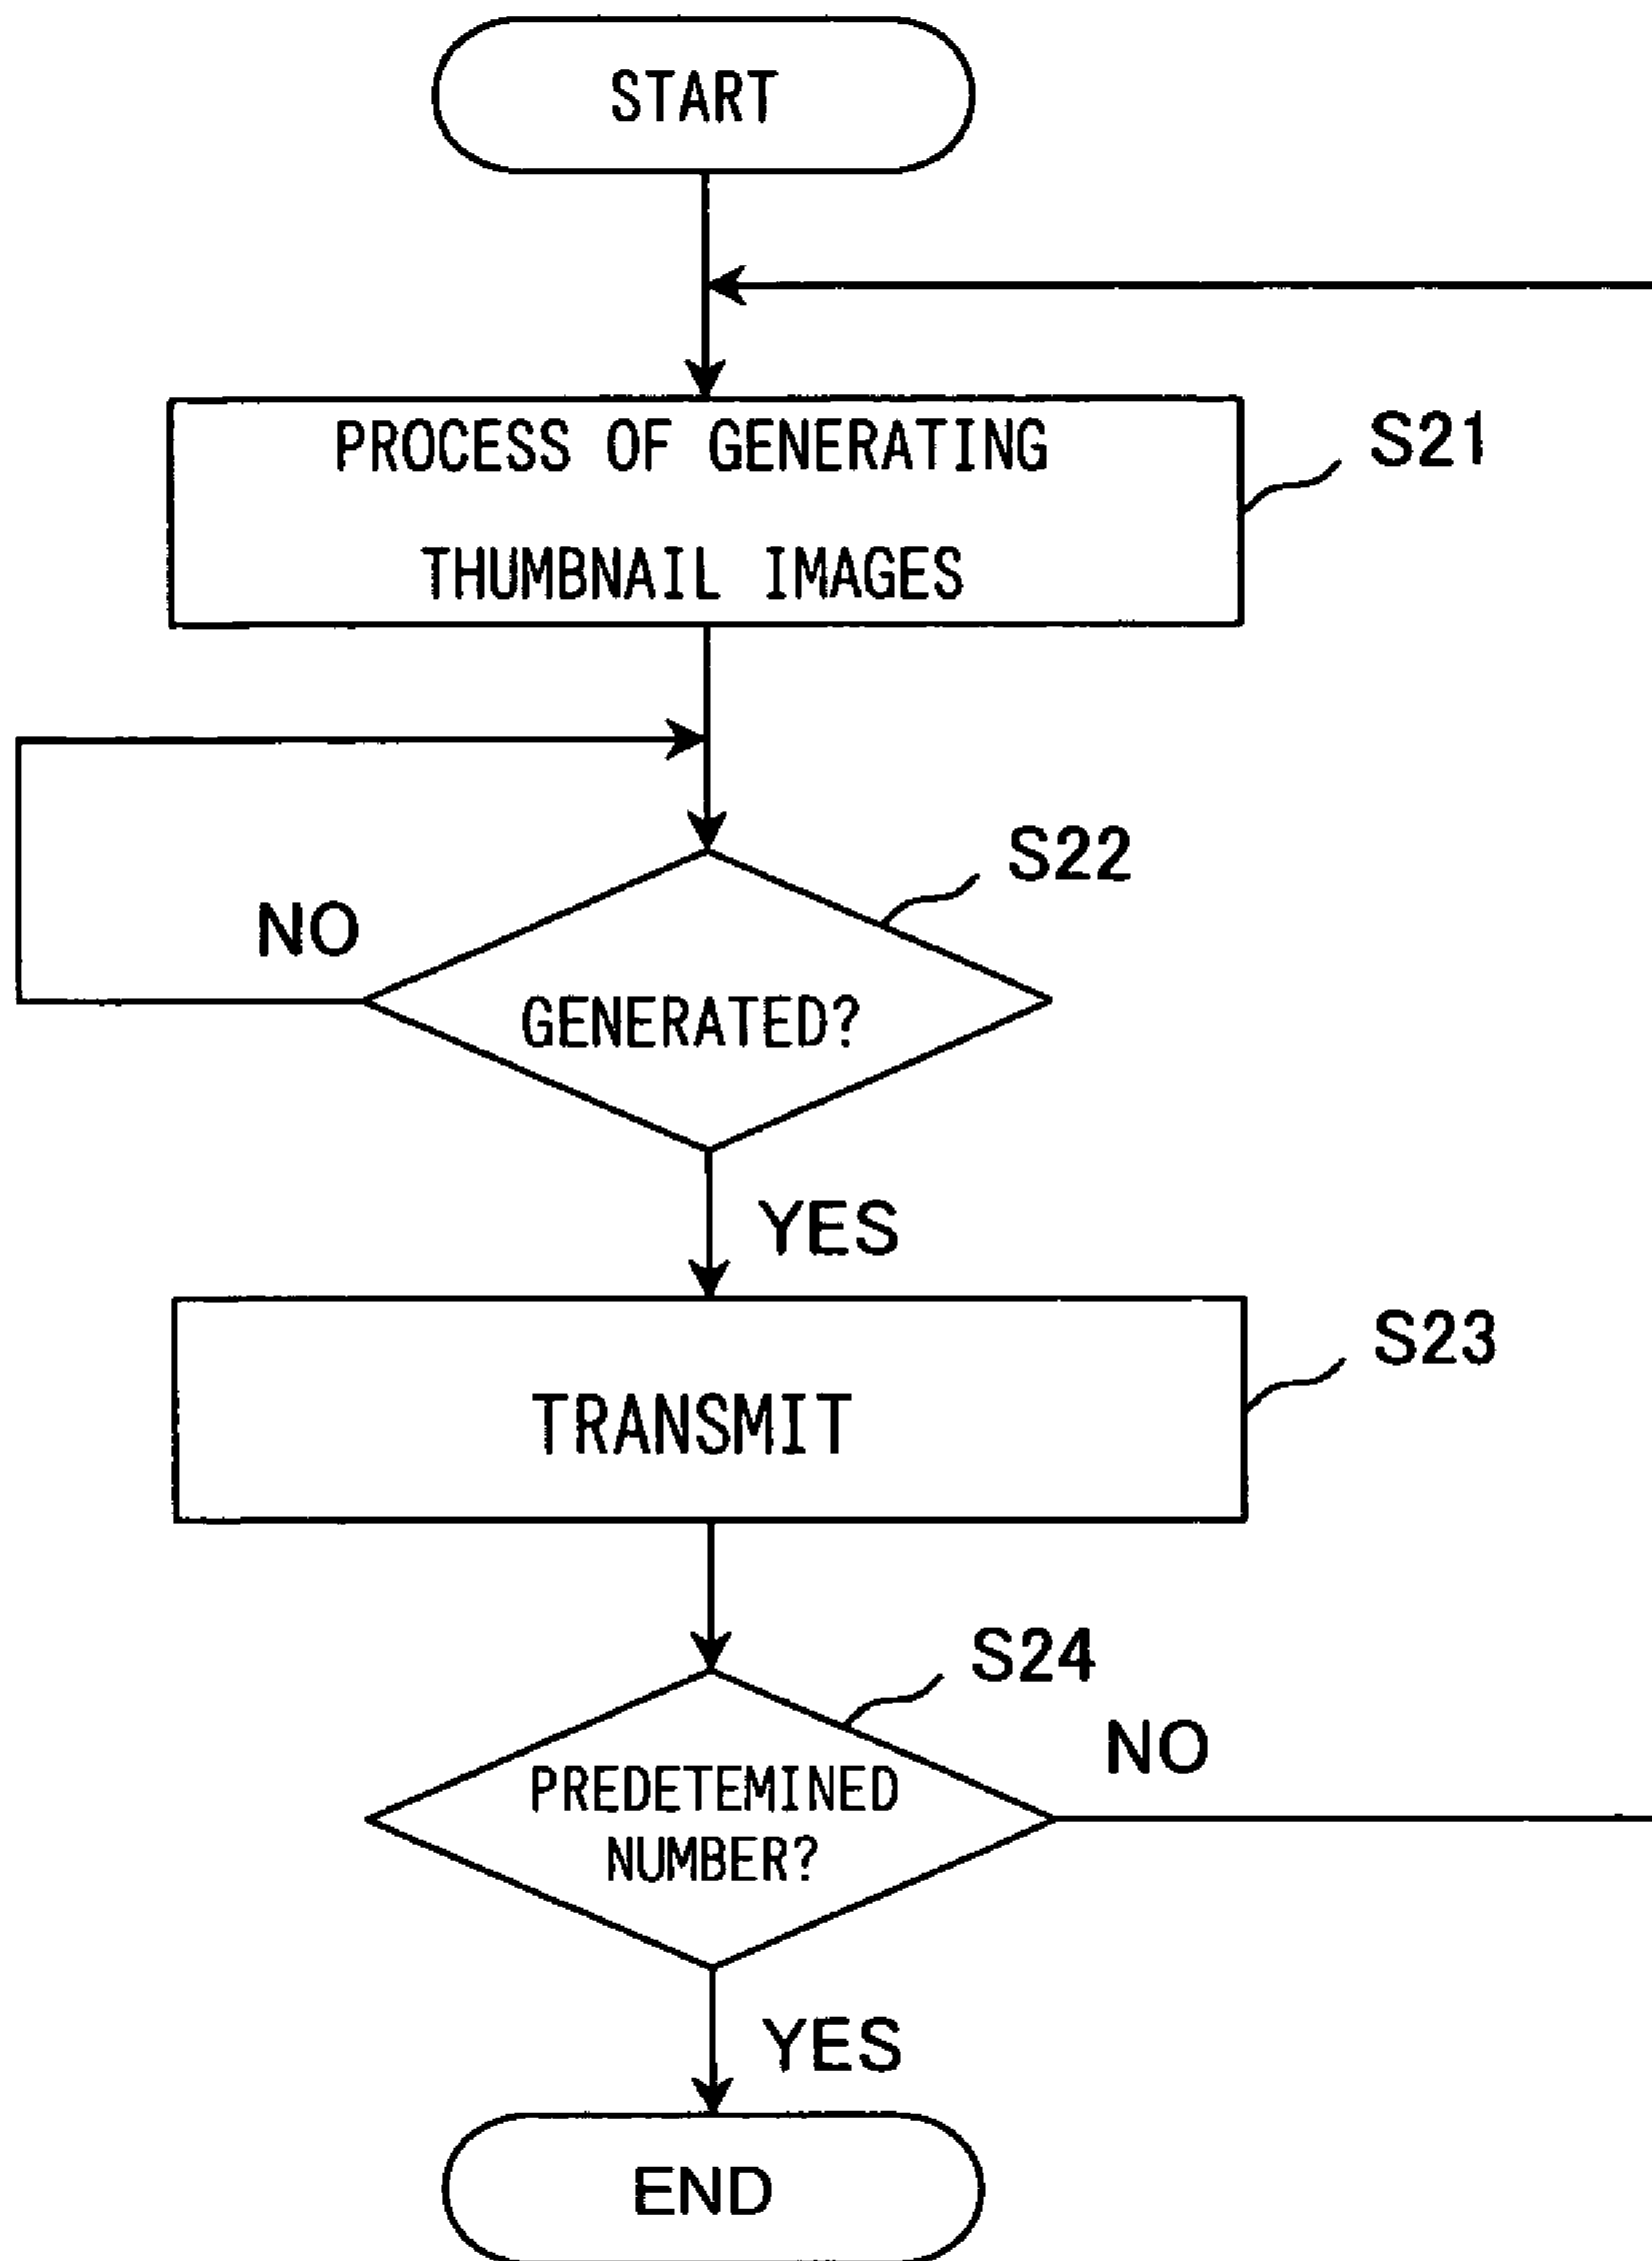 START
PROCESS OF GENERATING
S21
THUMBNAIL IMAGES
S22
NO
GENERATED?
YES
S23
TRANSMIT
S24
NO
PREDETEMINED
NUMBER?
YES
END